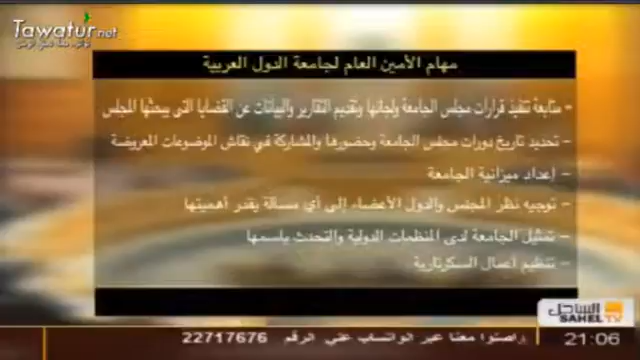 Tawatur.net
مهام الأمين العام لجامعة الدول العربية
- متابعة تنفيذ قرارات مجلس الجامعة ولجانها وتقديم التقارير والبيانات عن القضايا التي يبحثها المجلس
- تحديد تاريخ دورات مجلس الجامعة وحضورها والمشاركة في نقاش الموضوعات المعروضة
- إعداد ميزانية الجامعة
- توجيه نظر المجلس والدول الأعضاء إلى أي مسالة يقدر أهميتها
- تمثيل الجامعة لدى المنظمات الدولية والتحدث باسمها
- تنظيم أعمال السكرتارية
الساحل
SAHEL TV
تواصلوا معنا عبر الواتساب على الرقم 22717676
21:06